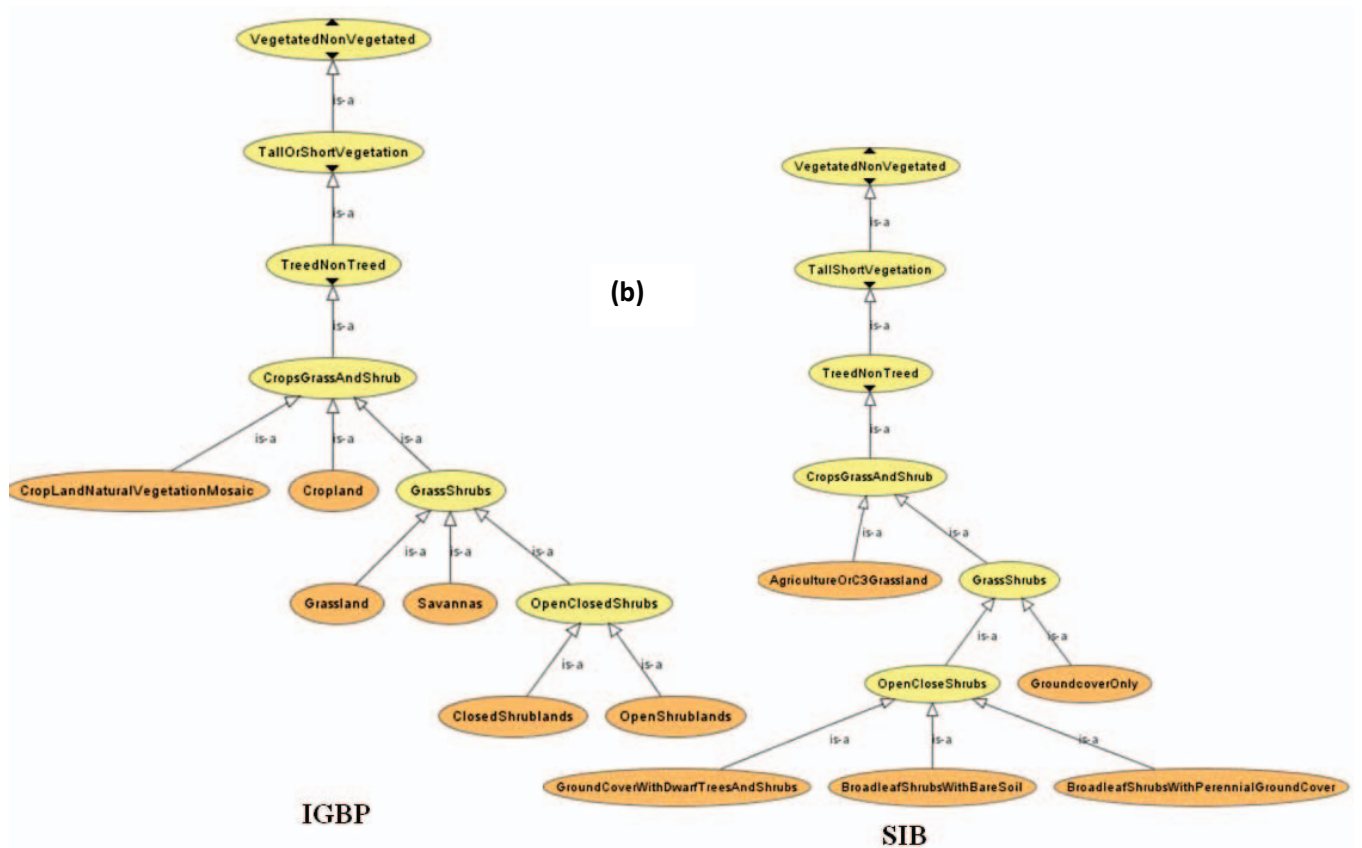 VegetatedNonVegetated
is-a
TallOrShortVegetation
is-a
TreedNonTreed
is-a
CropsGrassAndShrub
is-a
is-a
is-a
CropLandNaturalVegetationMosaic
Cropland
GrassShrubs
is-a
is-a
is-a
Grassland
Savannas
OpenClosedShrubs
is-a
is-a
ClosedShrublands
OpenShrublands
IGBP
(b)
VegetatedNonVegetated
is-a
TallShortVegetation
is-a
TreedNonTreed
is-a
CropsGrassAndShrub
is-a
is-a
AgricultureOrC3Grassland
GrassShrubs
is-a
is-a
OpenCloseShrubs
GroundcoverOnly
is-a
is-a
is-a
GroundCoverWithDwarfTreesAndShrubs
BroadleafShrubsWithBareSoil
BroadleafShrubsWithPerennialGroundCover
SIB